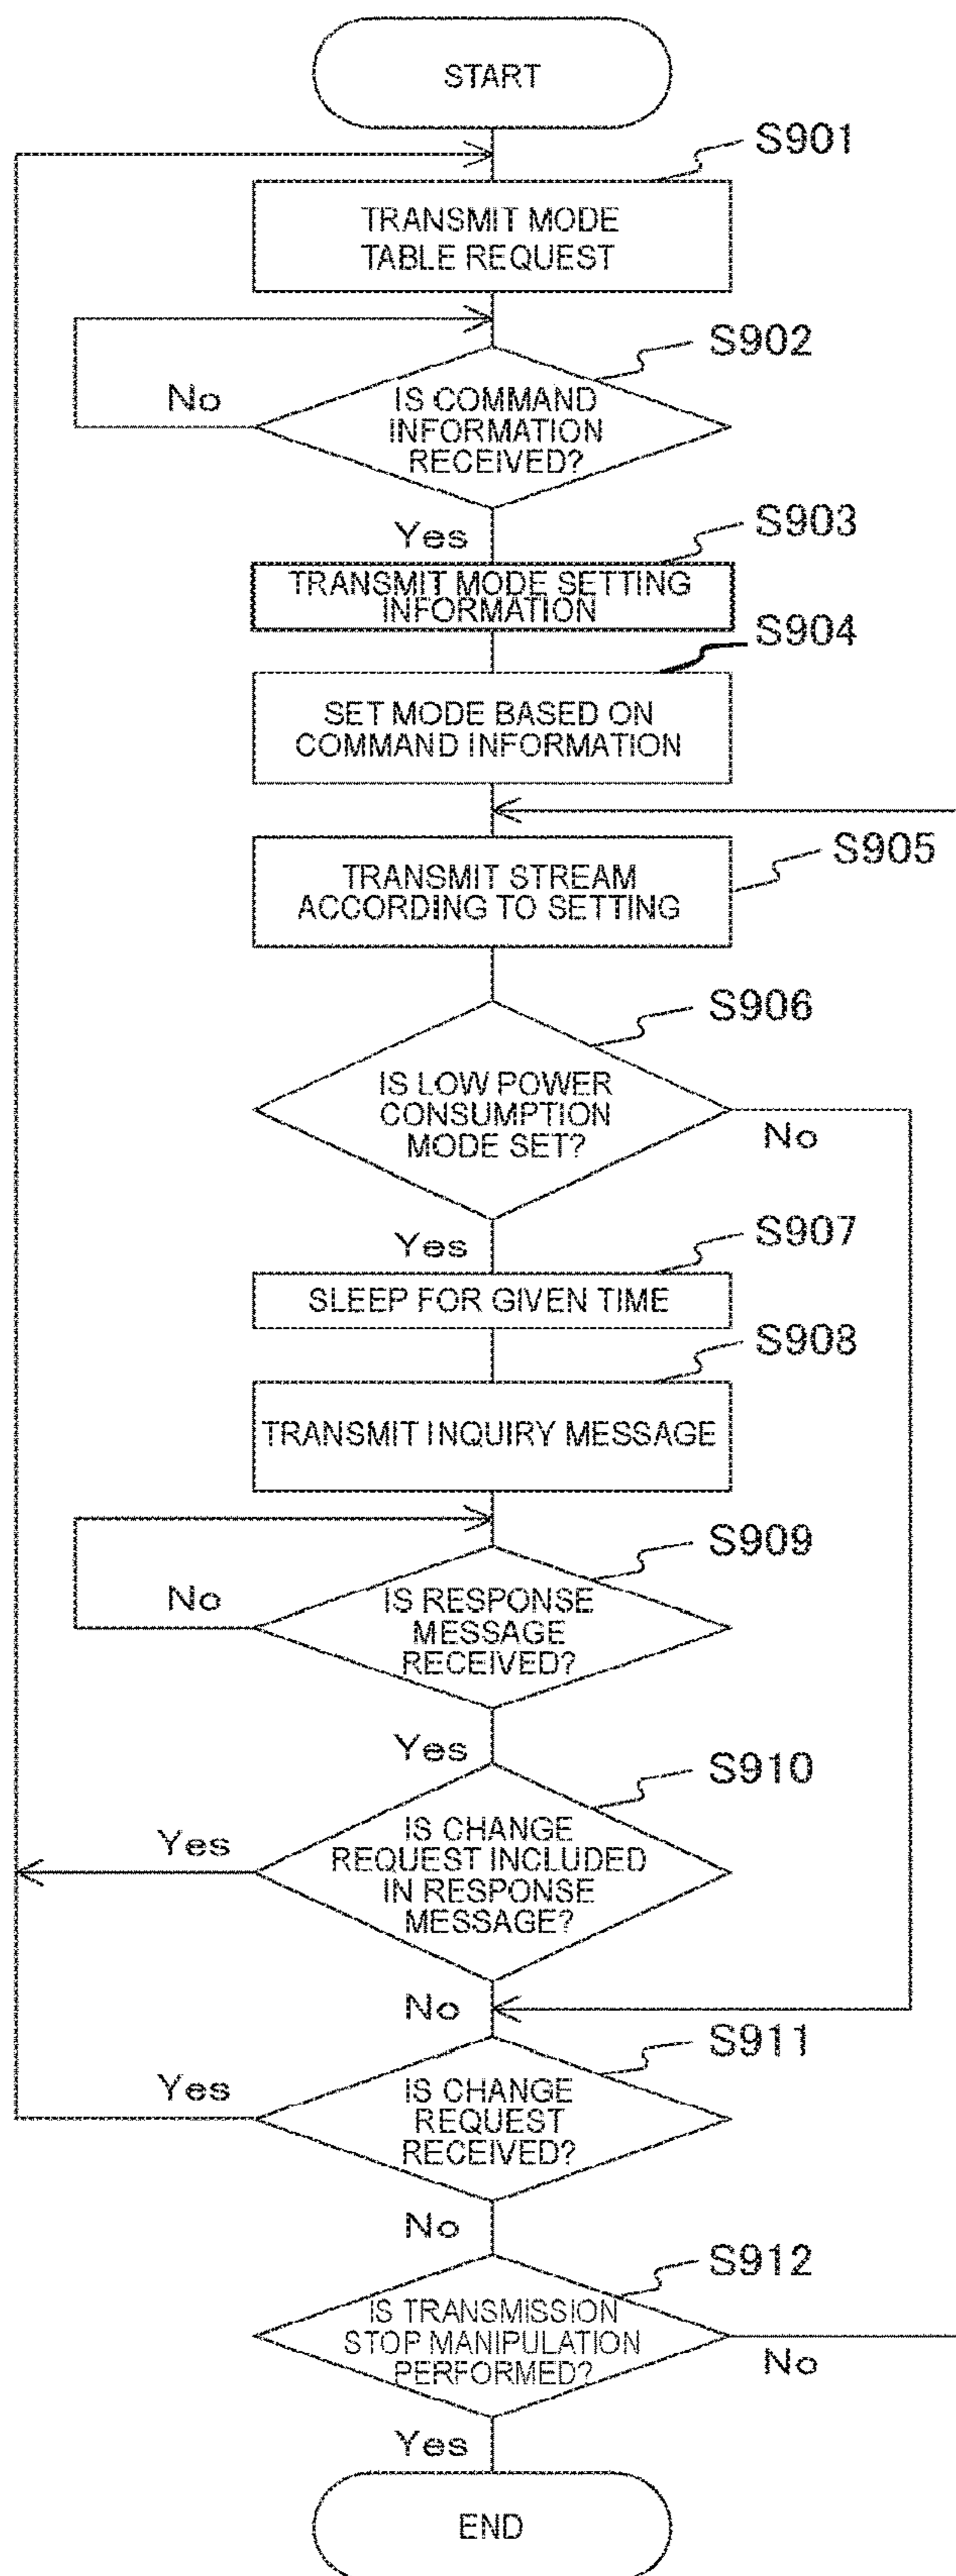 START
S901
TRANSMIT MODE
TABLE REQUEST
S902
No
IS COMMAND
INFORMATION
RECEIVED?
Yes
S903
TRANSMIT MODE SETTING
INFORMATION
S904
SET MODE BASED ON
COMMAND INFORMATION
S905
TRANSMIT STREAM
ACCORDING TO SETTING
S906
IS LOW POWER
CONSUMPTION
MODE SET?
No
Yes
S907
SLEEP FOR GIVEN TIME
S908
TRANSMIT INQUIRY MESSAGE
S909
No
IS RESPONSE
MESSAGE
RECEIVED?
Yes
S910
Yes
IS CHANGE
REQUEST INCLUDED
IN RESPONSE
MESSAGE?
No
S911
Yes
IS CHANGE
REQUEST
RECEIVED?
No
S912
IS TRANSMISSION
STOP MANIPULATION
PERFORMED?
No
Yes
END